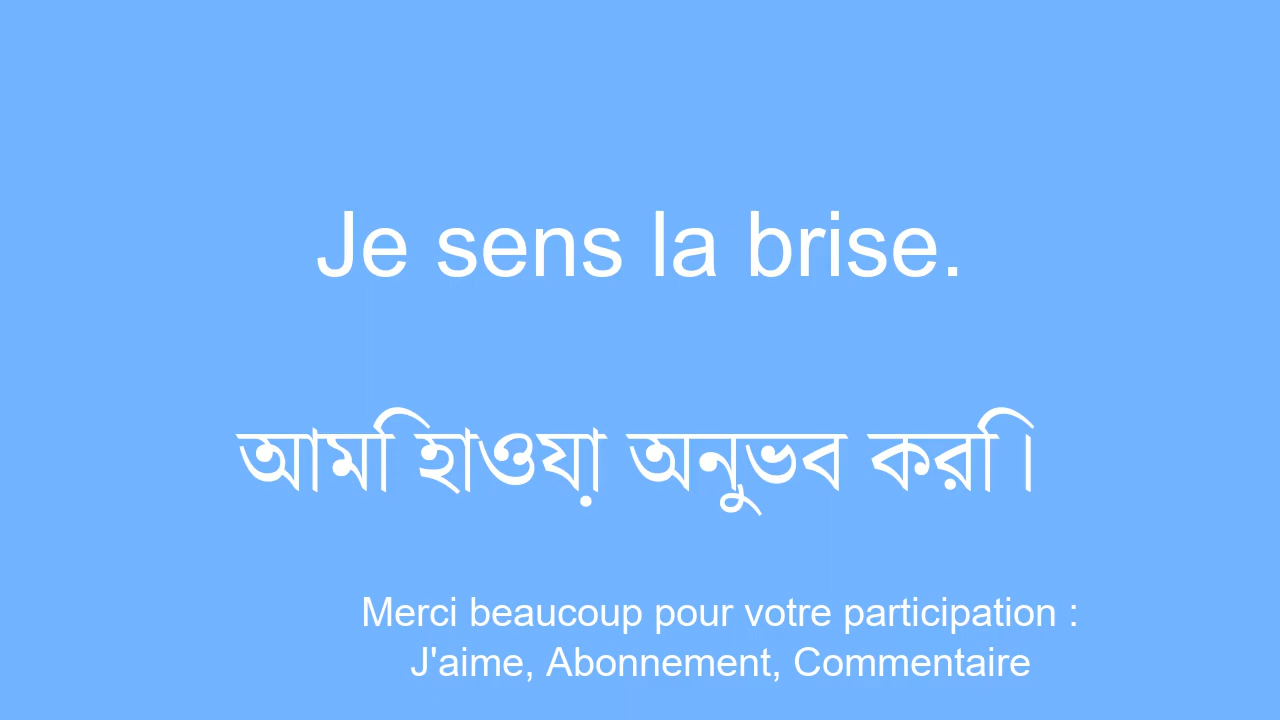 Je sens la brise.
আমি হাওয়া অনুভব করি।
Merci beaucoup pour votre participation :
J'aime, Abonnement, Commentaire